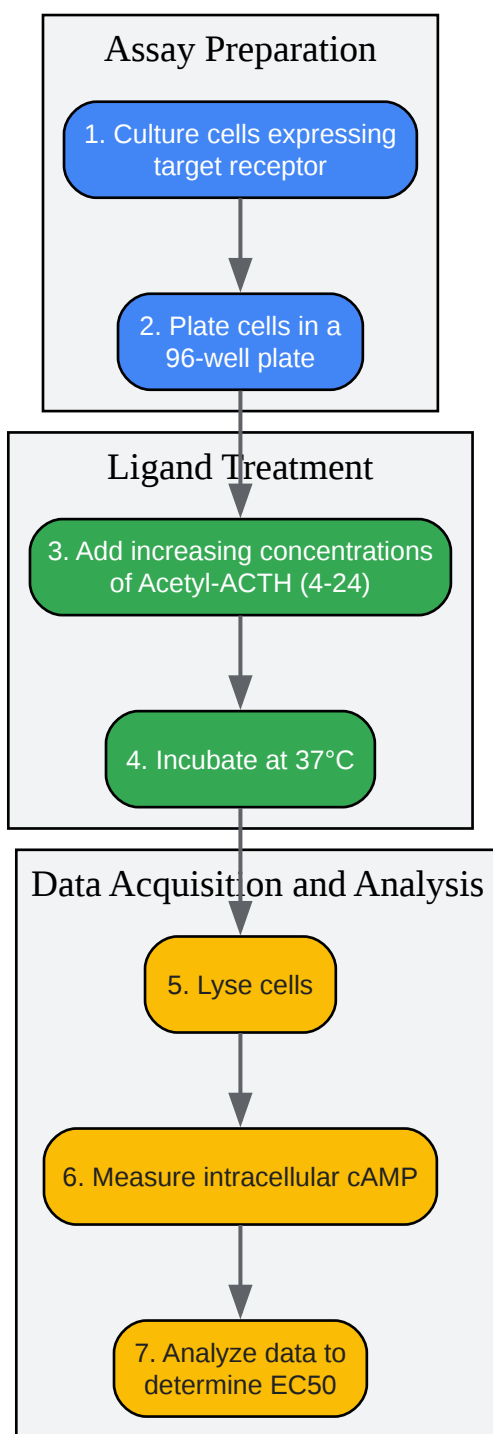 Assay Preparation
1. Culture cells expressing
target receptor
2. Plate cells in a
96-well plate
Ligand Treatment
3. Add increasing concentrations
of Acetyl-ACTH (4-24)
4. Incubate at 37°C
Data Acquisition and Analysis
5. Lyse cells
6. Measure intracellular cAMP
7. Analyze data to
determine EC50